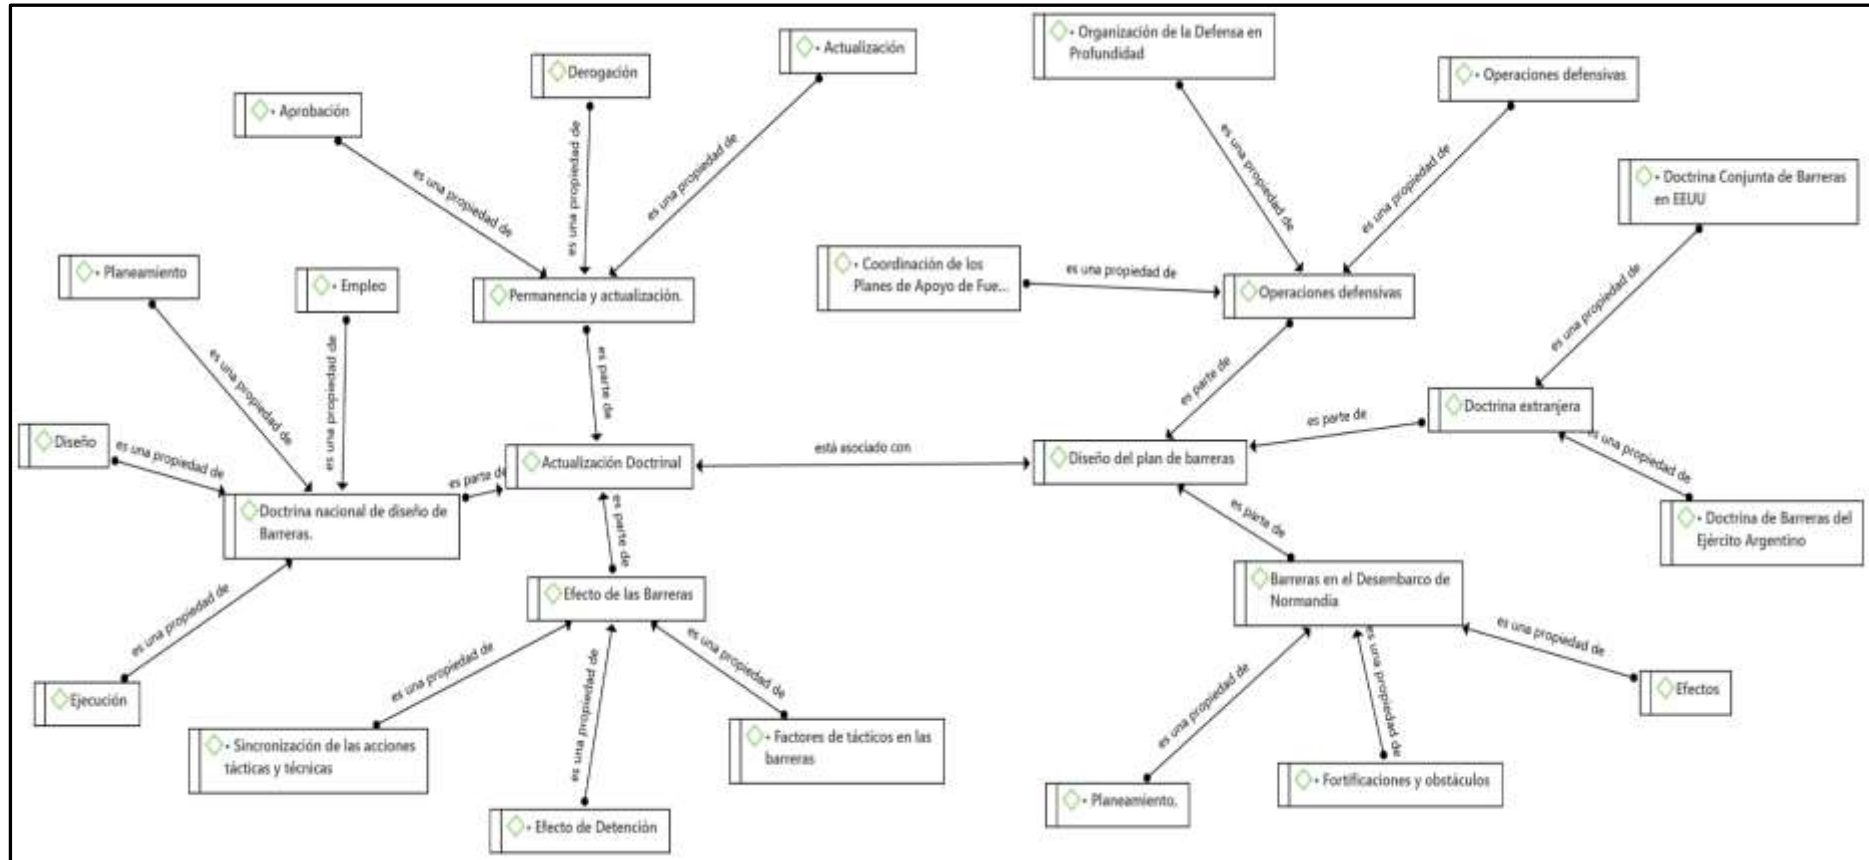 • Organización de la Defensa en
Profundidad
• Actualización
Derogación
• Operaciones defensivas
• Aprobación
es una propiedad de
es una propiedad de
es una propiedad de
es una propiedad de
es una propiedad de
• Doctrina Conjunta de Barreras
en EEUU
• Planeamiento
• Empleo
• Coordinación de los
Planes de Apoyo de Fue...
es una propiedad de
Permanencia y actualización.
Operaciones defensivas
es una propiedad de
es una propiedad de
es una propiedad de
es parte de
es parte de
Doctrina extranjera
es parte de
Diseño
es una propiedad de
Actualización Doctrinal
está asociado con
Diseño del plan de barreras
es una propiedad de
es parte de
Doctrina nacional de diseño de
Barreras.
es parte de
es parte de
• Doctrina de Barreras del
Ejército Argentino
Efecto de las Barreras
Barreras en el Desembarco de
Normandía
es una propiedad de
es una propiedad de
es una propiedad de
es una propiedad de
es una propiedad de
es una propiedad de
es una propiedad de
Ejecución
Efectos
• Sincronización de las acciones
tácticas y técnicas
• Factores de tácticos en las
barreras
• Fortificaciones y obstáculos
• Planeamiento.
• Efecto de Detención